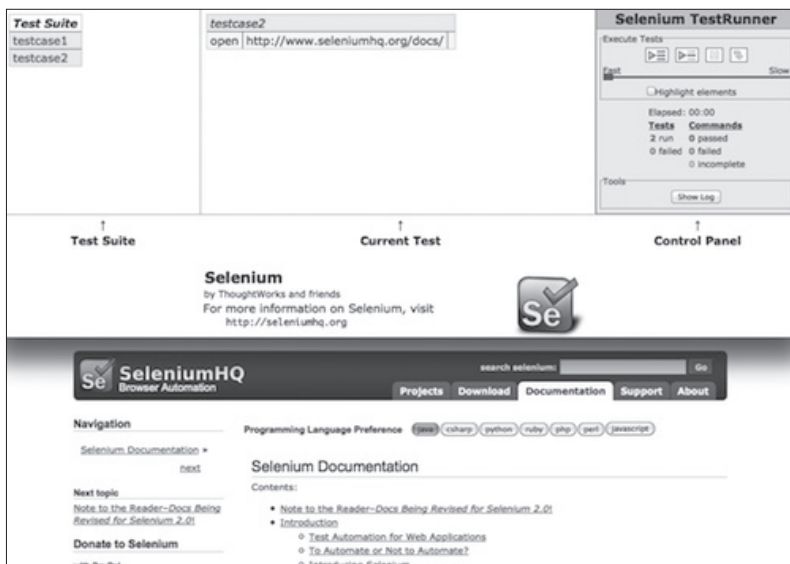 Test Suite
testcase1
testcase2
testcase2
open http://www.seleniumhq.org/docs/
Selenium TestRunner
Execute Tests
Fast Slow
Highlight elements
Elapsed: 00:00
Tests Commands
2 run 0 passed
0 failed 0 failed
0 incomplete
Tools
Show Log
↑ ↑ ↑
Test Suite Current Test Control Panel
Selenium
by ThoughtWorks and friends
For more information on Selenium, visit
http://seleniumhq.org
Se
Se
SeleniumHQ
Browser Automation
search selenium: Go
Projects Download Documentation Support About
Navigation
Selenium Documentation »
next
Next topic
Note to the Reader–Docs Being
Revised for Selenium 2.0!
Donate to Selenium
Programming Language Preference java csharp python ruby php perl javascript
Selenium Documentation
Contents:
• Note to the Reader–Docs Being Revised for Selenium 2.0!
• Introduction
Test Automation for Web Applications
To Automate or Not to Automate?
Introducing Selenium